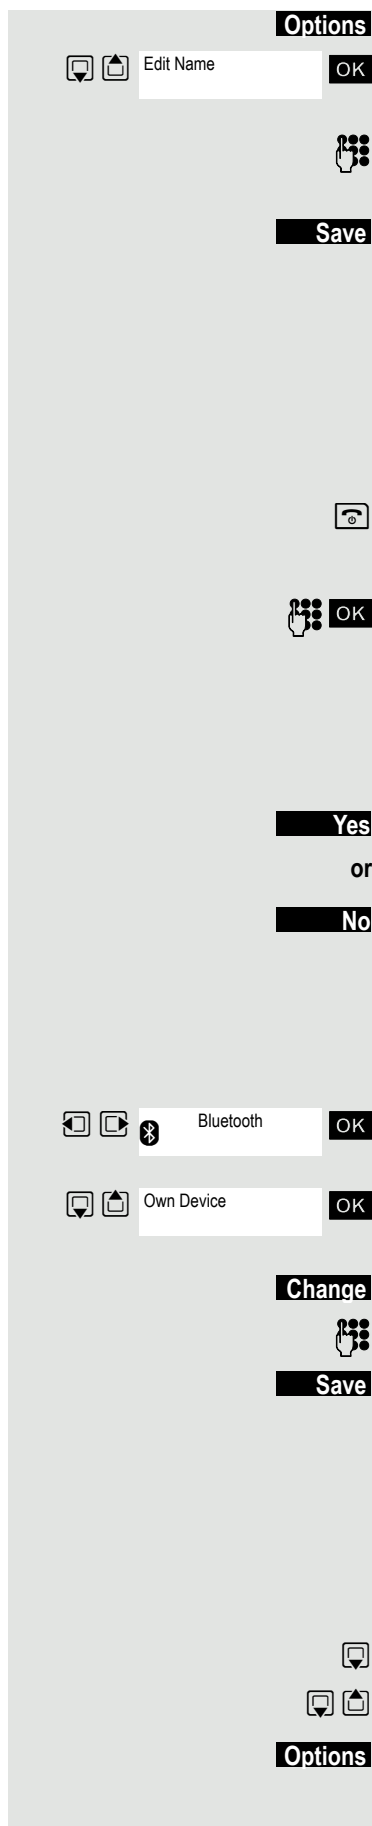 Options
Edit Name OK
Save
OK
Yes
or
No
Bluetooth OK
Own Device OK
Change
Save
Options